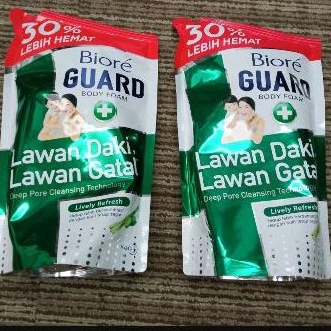 30%
LEBIH HEMAT
Bioré
GUARD
BODY FOAM
Lawan Daki,
Lawan Gatal
Deep Pore Cleansing Technology
Lively Refresh
30%
LEBIH HEMAT
Bioré
GUARD
BODY FOAM
Lawan Daki,
Lawan Gatal
Deep Pore Cleansing Technology
Lively Refresh